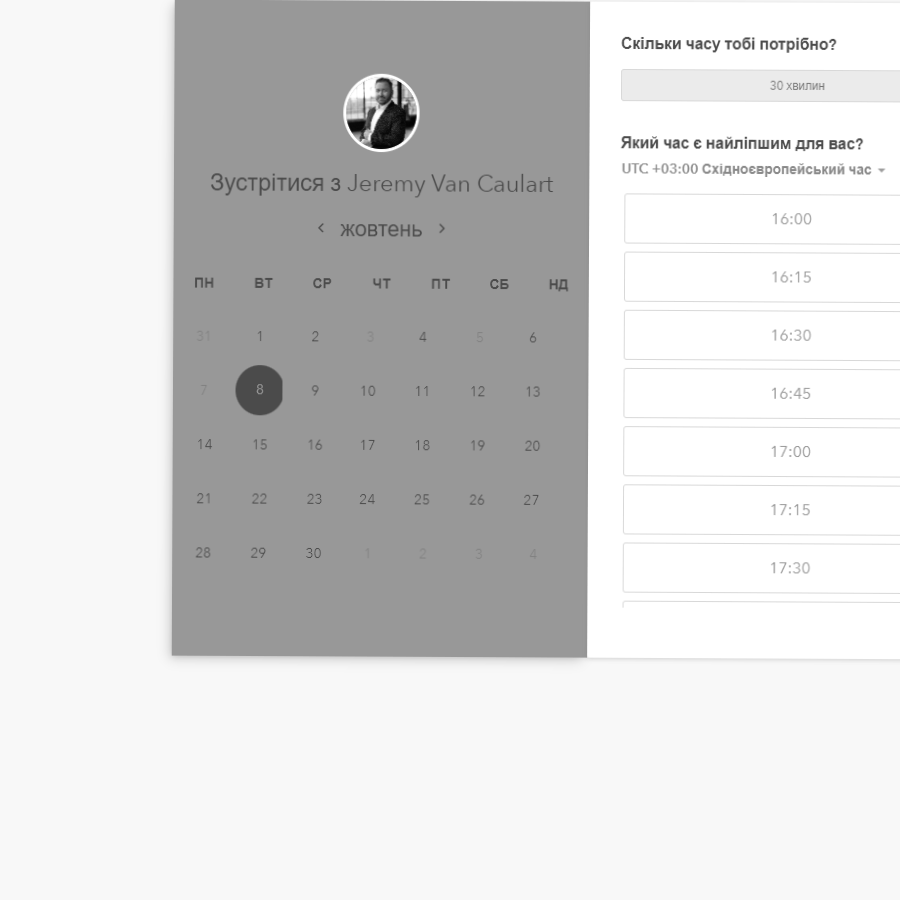 Зустрітися з Jeremy Van Caulart
жовтень
ПН ВТ СР ЧТ ПТ СБ НД
31 1 2 3 4 5 6
7 8 9 10 11 12 13
14 15 16 17 18 19 20
21 22 23 24 25 26 27
28 29 30 1 2 3 4
Скільки часу тобі потрібно?
30 хвилин
Який час є найліпшим для вас?
UTC +03:00 Східноєвропейський час
16:00
16:15
16:30
16:45
17:00
17:15
17:30